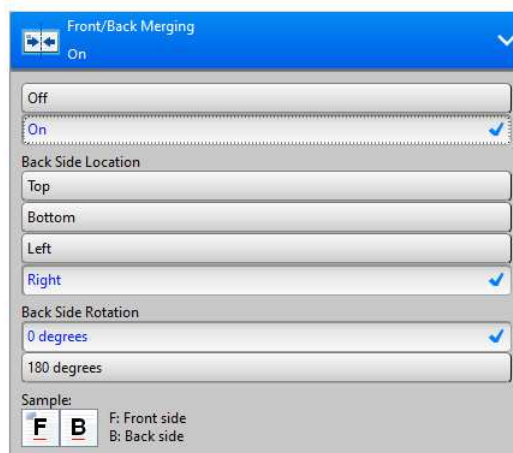 Front/Back Merging
On
Off
On
Back Side Location
Top
Bottom
Left
Right
Back Side Rotation
0 degrees
180 degrees
Sample:
F B
F: Front side
B: Back side